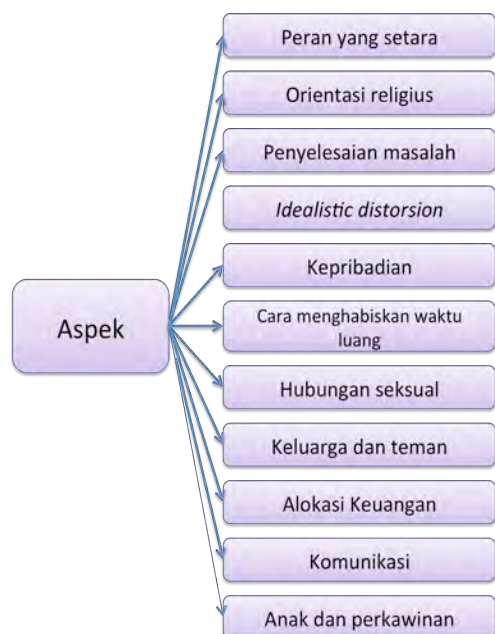 Peran yang setara
Orientasi religius
Penyelesaian masalah
Idealistic distorsion
Kepribadian
Aspek
Cara menghabiskan waktu
luang
Hubungan seksual
Keluarga dan teman
Alokasi Keuangan
Komunikasi
Anak dan perkawinan